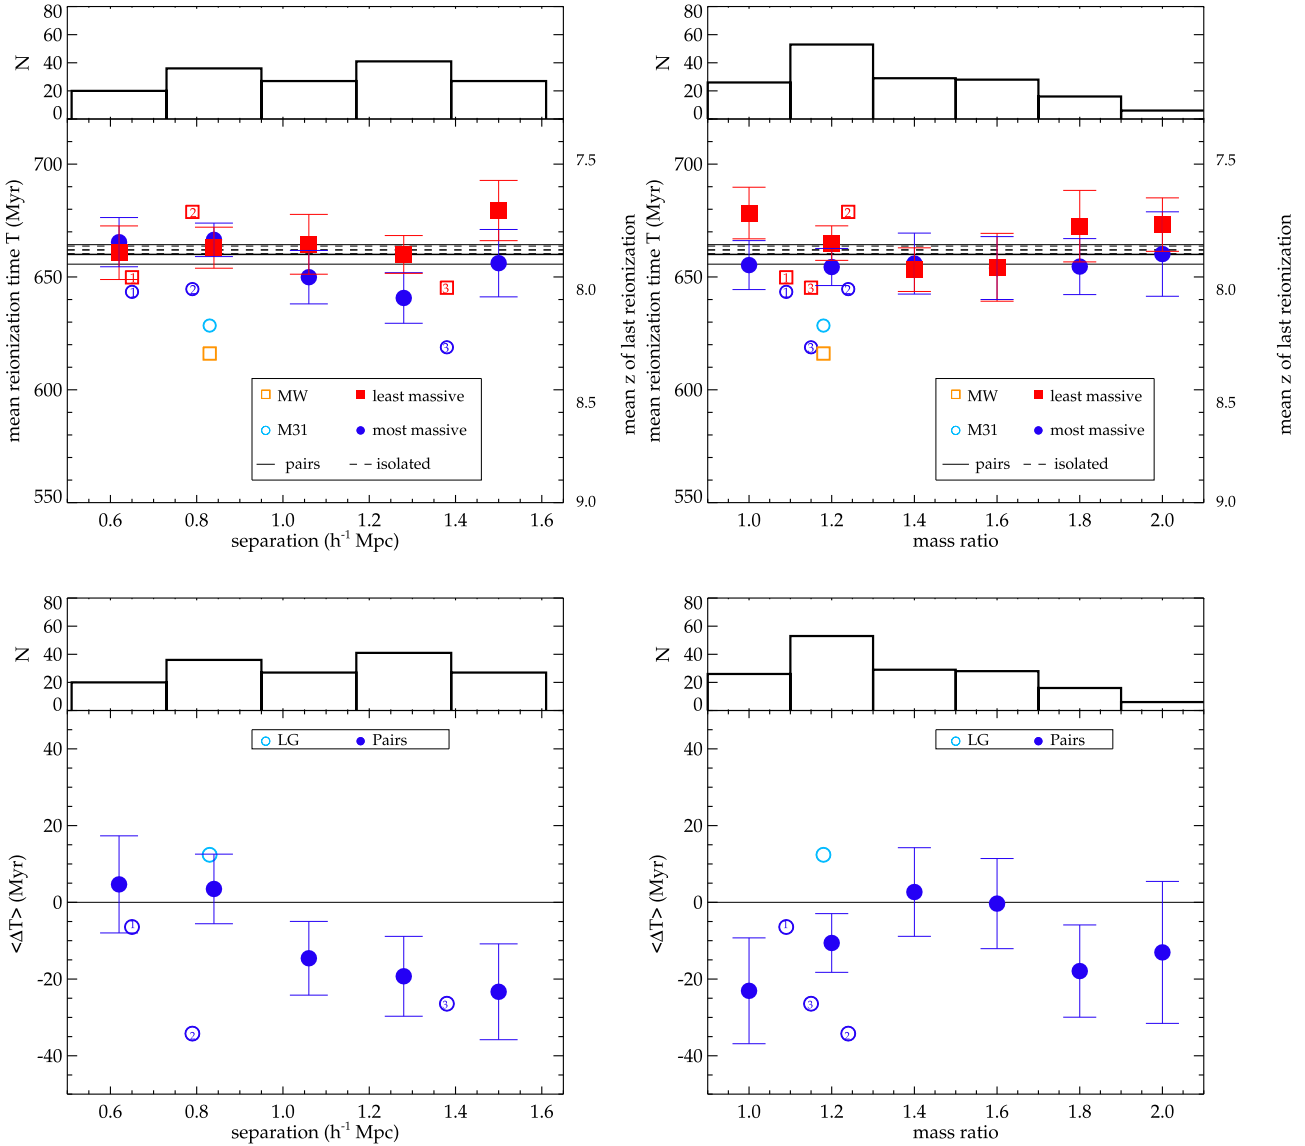 80
60
40
20
0
N
700
650
600
550
mean reionization time T (Myr)
7.5
8.0
8.5
9.0
mean z of last reionization
2
1
1
2
3
3
MW
least massive
M31
most massive
pairs
isolated
0.6
0.8
1.0
1.2
1.4
1.6
separation (h-1 Mpc)
80
60
40
20
0
N
700
650
600
550
mean reionization time T (Myr)
7.5
8.0
8.5
9.0
mean z of last reionization
2
1
1
3
2
3
MW
least massive
M31
most massive
pairs
isolated
1.0
1.2
1.4
1.6
1.8
2.0
mass ratio
80
60
40
20
0
N
40
20
0
-20
-40
<ΔT> (Myr)
LG
Pairs
1
3
2
0.6
0.8
1.0
1.2
1.4
1.6
separation (h-1 Mpc)
80
60
40
20
0
N
40
20
0
-20
-40
<ΔT> (Myr)
LG
Pairs
1
3
2
1.0
1.2
1.4
1.6
1.8
2.0
mass ratio